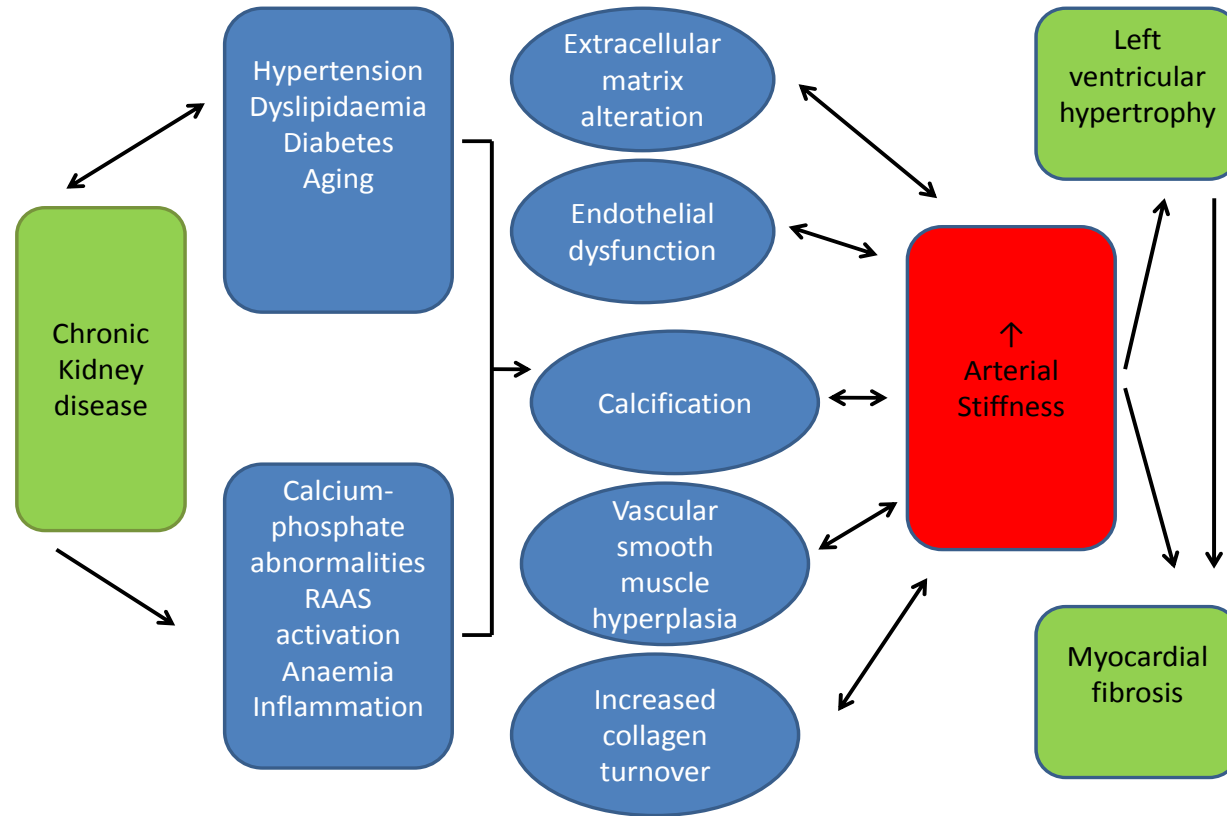 Chronic
Kidney
disease
Hypertension
Dyslipidaemia
Diabetes
Aging
Calcium-
phosphate
abnormalities
RAAS
activation
Anaemia
Inflammation
Extracellular
matrix
alteration
Endothelial
dysfunction
Calcification
Vascular
smooth
muscle
hyperplasia
Increased
collagen
turnover
↑
Arterial
Stiffness
Left
ventricular
hypertrophy
Myocardial
fibrosis